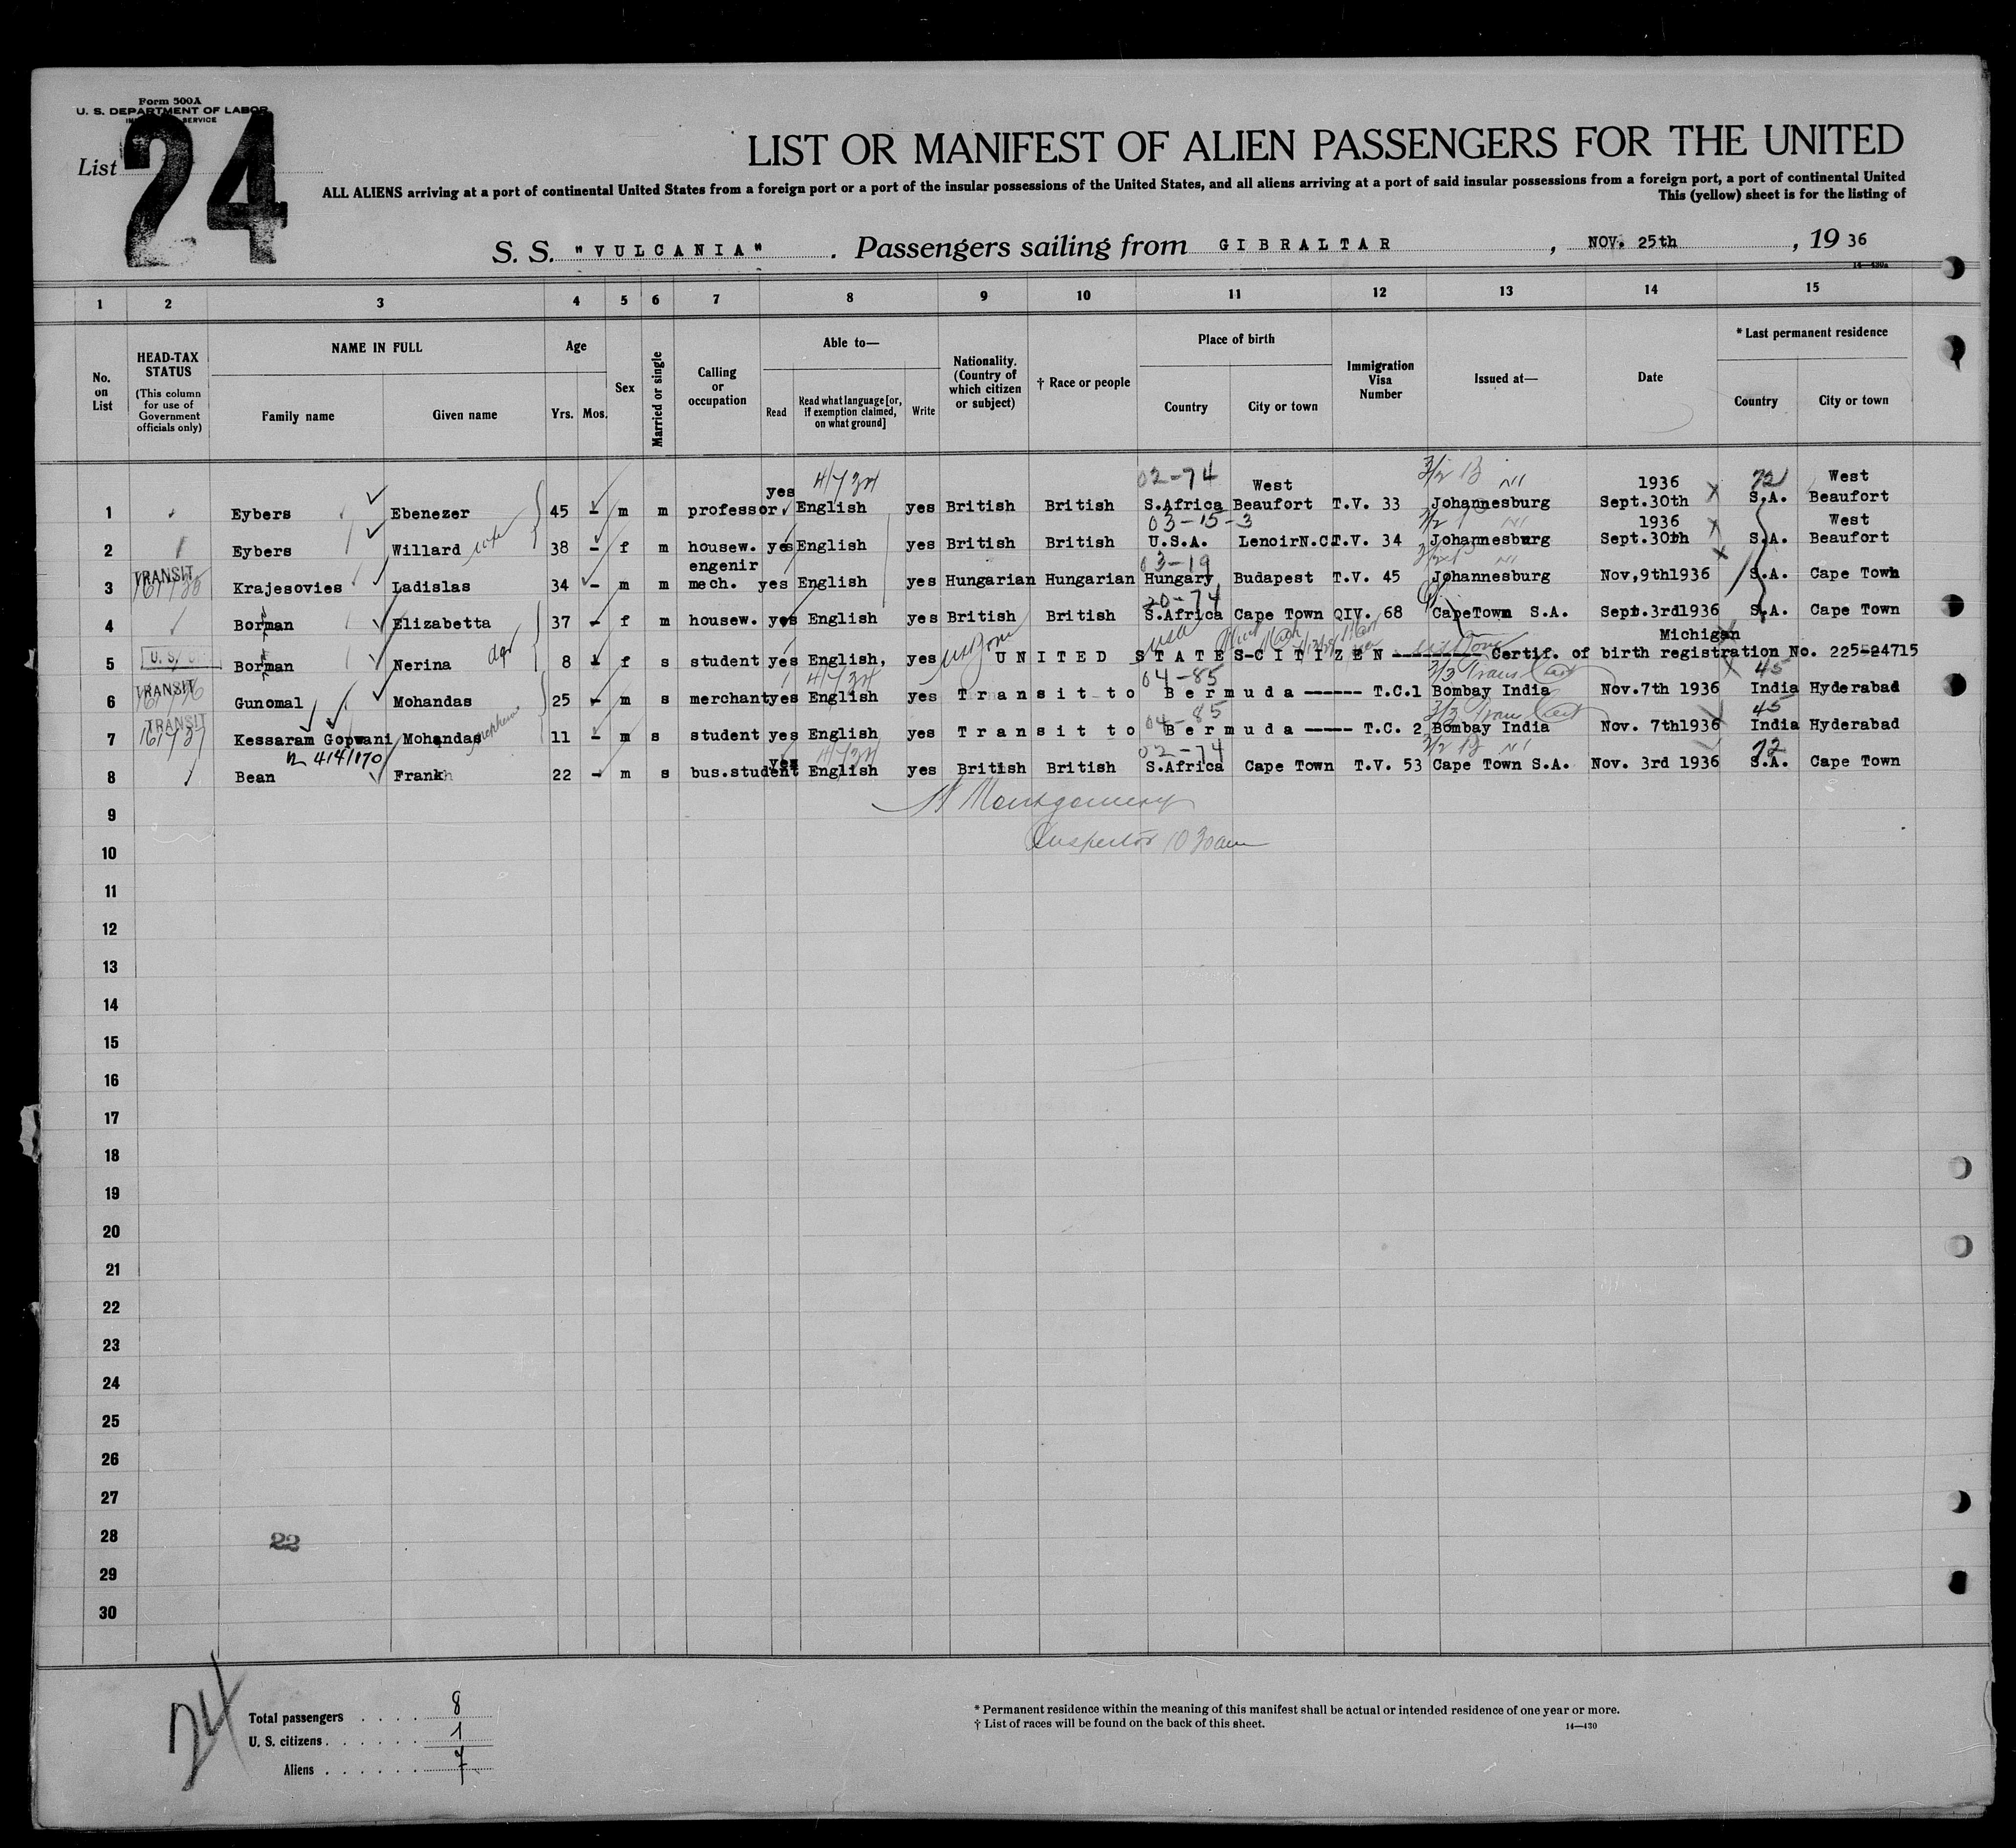 Form 500A
U. S. DEPARTMENT OF LABOR
SERVICE
List 24
LIST OR MANIFEST OF ALIEN PASSENGERS FOR THE UNITED
ALL ALIENS arriving at a port of continental United States from a foreign port or a port of the insular possessions of the United States, and all aliens arriving at a port of said insular possessions from a foreign port, a port of continental United
This (yellow) sheet is for the listing of
S. S. "VULCANIA". Passengers sailing from GIBRALTAR, NOV. 25th, 19 36
1 2 3 4 5 6 7 8 9 10 11 12 13 14 15
No. on List
HEAD-TAX STATUS (This column for use of Government officials only)
NAME IN FULL
Family name Given name
Age
Yrs. Mos.
Sex
Married or single
Calling or occupation
Able to—
Read Read what language [or, if exemption claimed, on what ground] Write
Nationality. (Country of which citizen or subject)
† Race or people
Place of birth
Country City or town
Immigration Visa Number
Issued at—
Date
* Last permanent residence
Country City or town
02-74 72
yes West 1936 West
1 Eybers Ebenezer 45 - m m professor English yes British British S.Africa Beaufort T.V. 33 Johannesburg Sept.30th S.A. Beaufort
03-15-3 1936 West
2 Eybers Willard wife 38 - f m housew. yes English yes British British U.S.A. Lenoir N.C. T.V. 34 Johannesburg Sept.30th S.A. Beaufort
TRANSIT engenir 03-19
3 Krajesovies Ladislas 34 - m m mech. yes English yes Hungarian Hungarian Hungary Budapest T.V. 45 Johannesburg Nov,9th1936 S.A. Cape Town
20-74
4 Borman Elizabetta 37 - f m housew. yes English yes British British S.Africa Cape Town QIV. 68 CapeTown S.A. Sept.3rd1936 S.A. Cape Town
USA Michigan
5 Borman Nerina dgr 8 - f s student yes English, yes UNITED STATES-CITIZEN -------- Certif. of birth registration No. 225-24715
TRANSIT 04-85 45
6 Gunomal Mohandas 25 - m s merchant yes English yes Transit to Bermuda ------ T.C.1 Bombay India Nov.7th 1936 India Hyderabad
TRANSIT 04-85 45
7 Kessaram Gopwani Mohandas nephew 11 - m s student yes English yes Transit to Bermuda ----- T.C. 2 Bombay India Nov. 7th1936 India Hyderabad
414/170 yes 02-74 72
8 Bean Frank 22 - m s bus.student English yes British British S.Africa Cape Town T.V. 53 Cape Town S.A. Nov. 3rd 1936 S.A. Cape Town
9 Montgomery
10 Inspector 10 30am
11
12
13
14
15
16
17
18
19
20
21
22
23
24
25
26
27
28 22
29
30
24
Total passengers . . . . 8
U. S. citizens . . . . . . 1
Aliens . . . . . . 7
* Permanent residence within the meaning of this manifest shall be actual or intended residence of one year or more.
† List of races will be found on the back of this sheet. 14—430